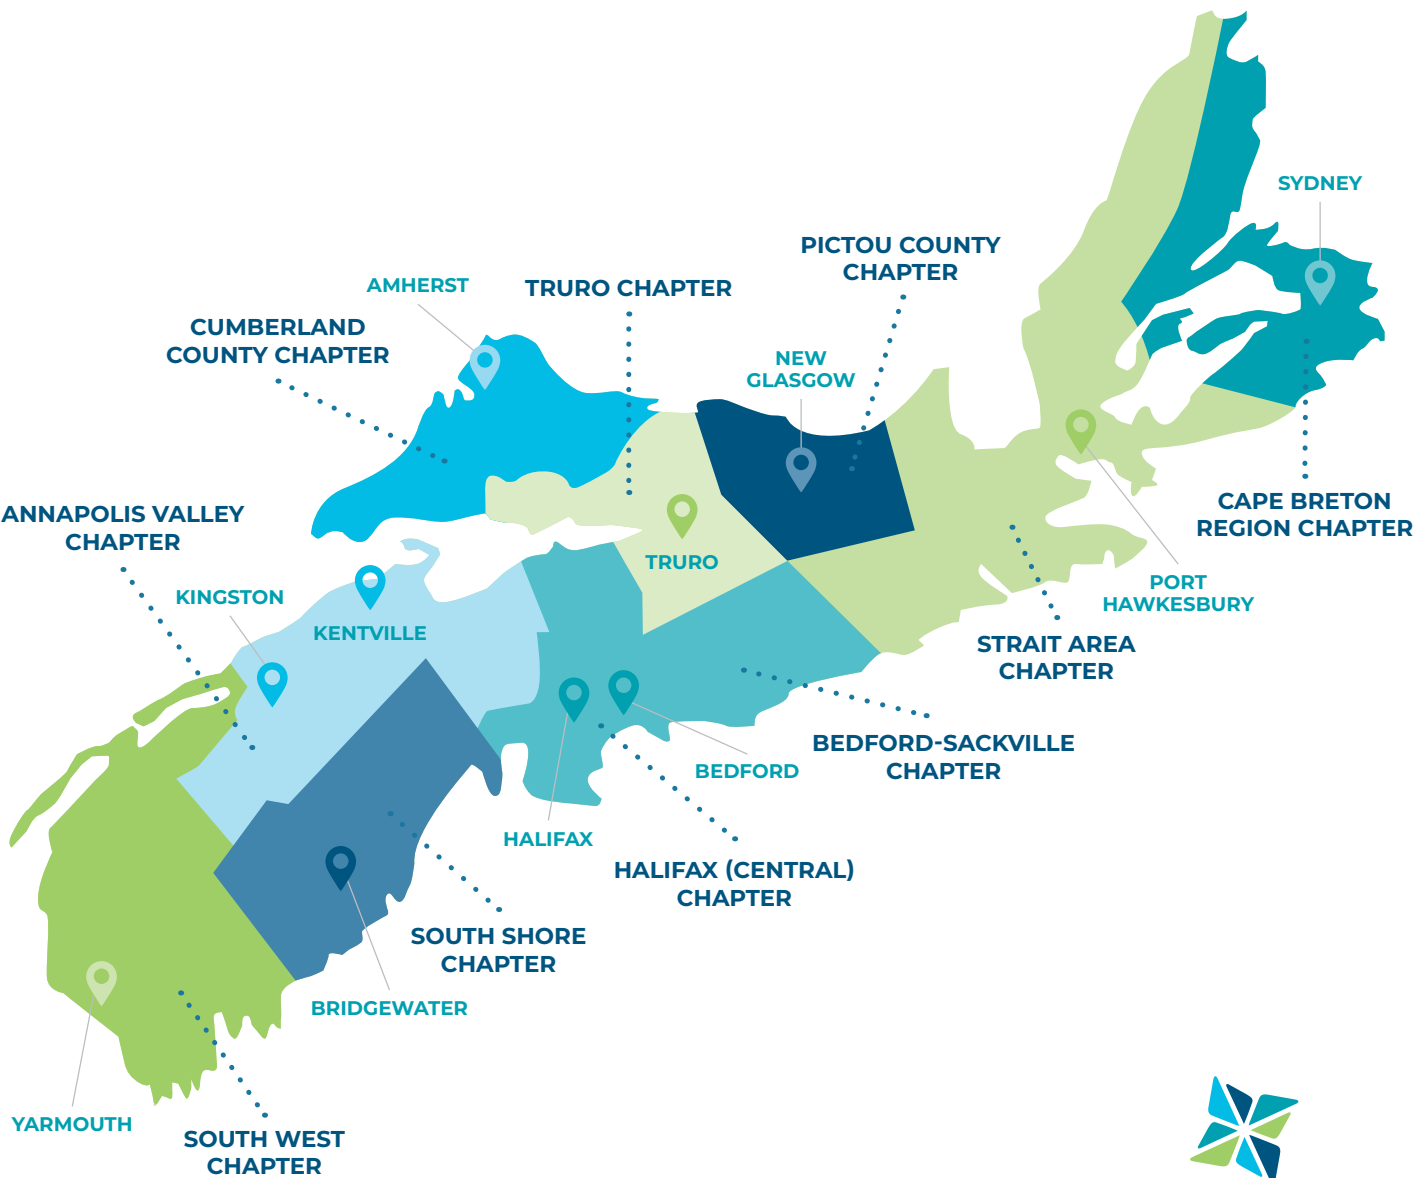 SYDNEY
PICTOU COUNTY
CHAPTER
AMHERST
TRURO CHAPTER
CUMBERLAND
COUNTY CHAPTER
NEW
GLASGOW
CAPE BRETON
REGION CHAPTER
ANNAPOLIS VALLEY
CHAPTER
TRURO
PORT
HAWKESBURY
KINGSTON
KENTVILLE
STRAIT AREA
CHAPTER
BEDFORD-SACKVILLE
CHAPTER
BEDFORD
HALIFAX
HALIFAX (CENTRAL)
CHAPTER
SOUTH SHORE
CHAPTER
BRIDGEWATER
YARMOUTH
SOUTH WEST
CHAPTER